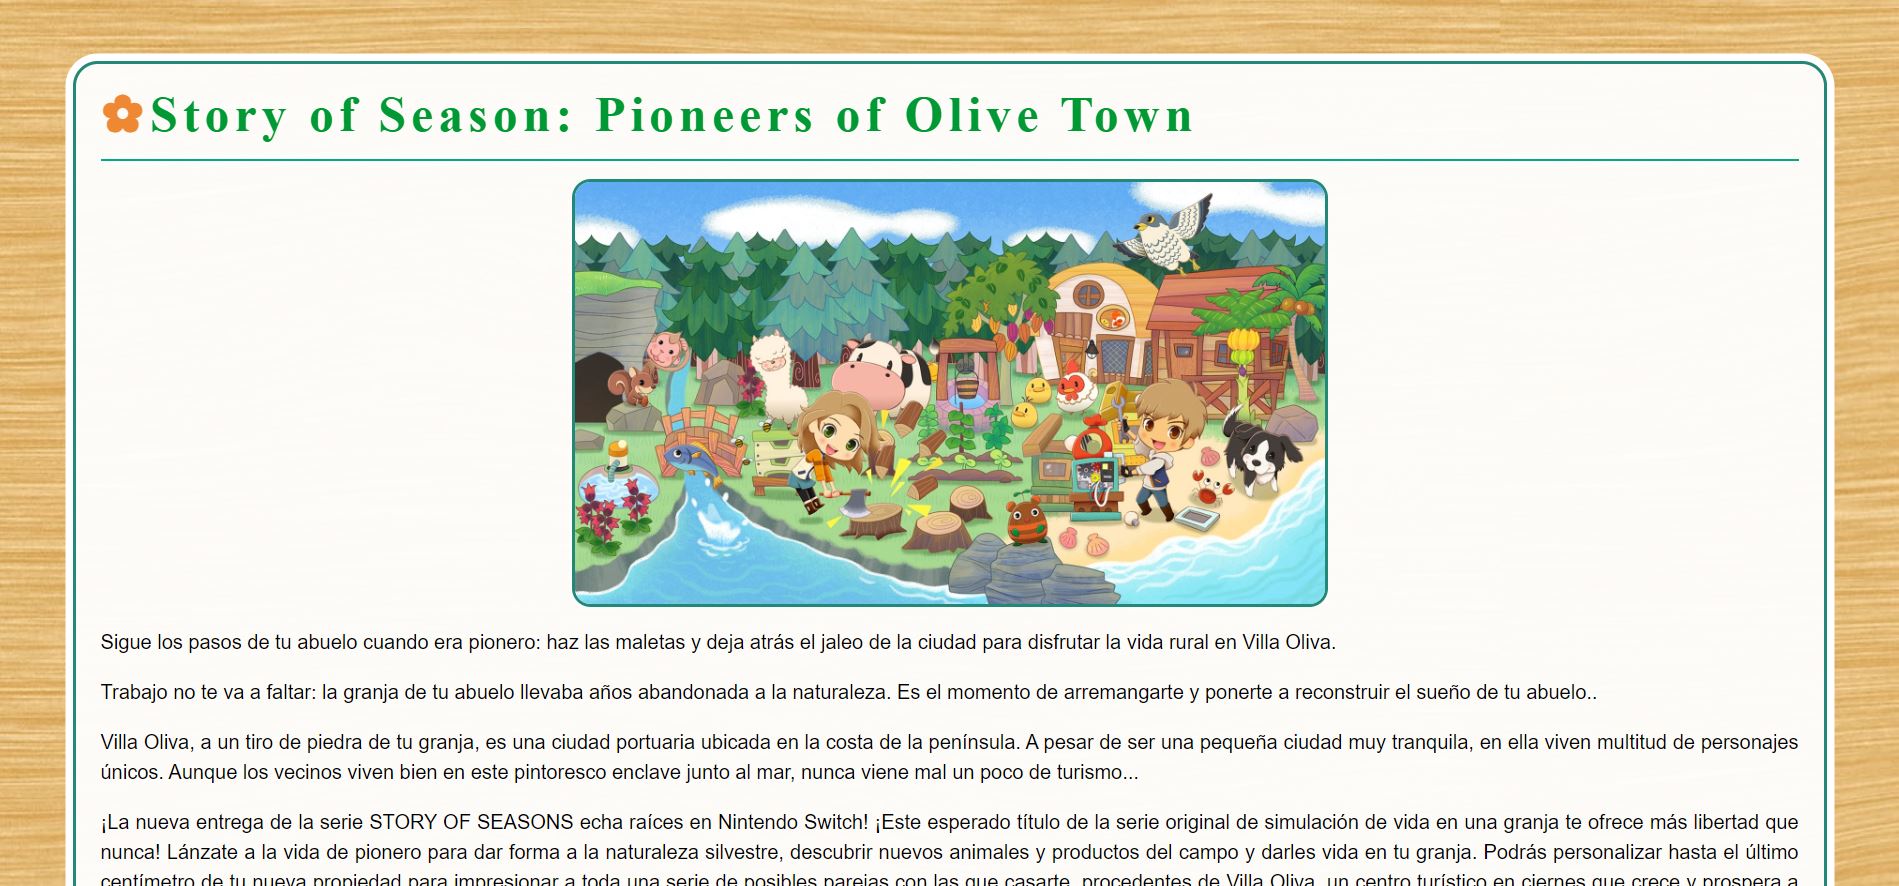 Story of Season: Pioneers of Olive Town
Sigue los pasos de tu abuelo cuando era pionero: haz las maletas y deja atrás el jaleo de la ciudad para disfrutar la vida rural en Villa Oliva.
Trabajo no te va a faltar: la granja de tu abuelo llevaba años abandonada a la naturaleza. Es el momento de arremangarte y ponerte a reconstruir el sueño de tu abuelo..
Villa Oliva, a un tiro de piedra de tu granja, es una ciudad portuaria ubicada en la costa de la península. A pesar de ser una pequeña ciudad muy tranquila, en ella viven multitud de personajes
únicos. Aunque los vecinos viven bien en este pintoresco enclave junto al mar, nunca viene mal un poco de turismo...
¡La nueva entrega de la serie STORY OF SEASONS echa raíces en Nintendo Switch! ¡Este esperado título de la serie original de simulación de vida en una granja te ofrece más libertad que
nunca! Lánzate a la vida de pionero para dar forma a la naturaleza silvestre, descubrir nuevos animales y productos del campo y darles vida en tu granja. Podrás personalizar hasta el último
centímetro de tu nueva propiedad para impresionar a toda una serie de posibles parejas con las que casarte, procedentes de Villa Oliva, un centro turístico en ciernes que crece y prospera a